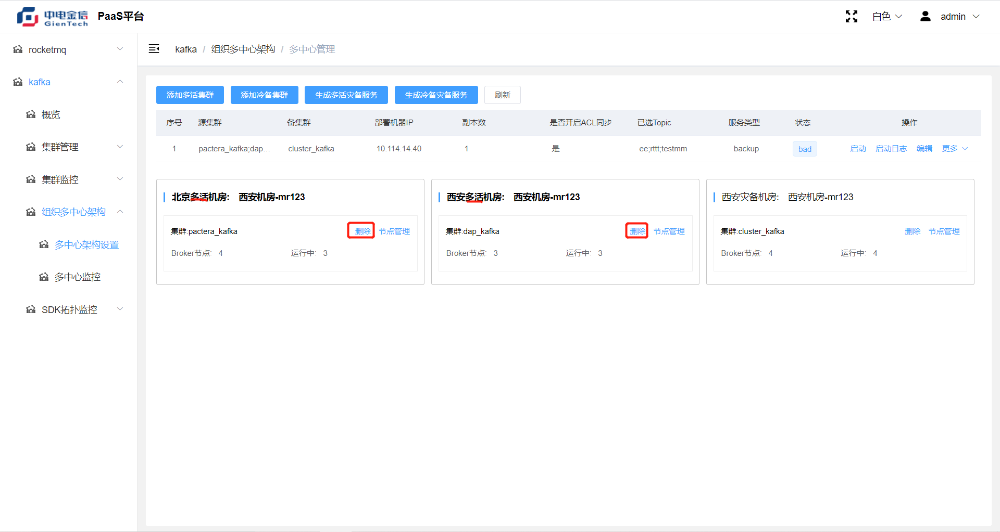 中电金信
GienTech
PaaS平台
白色
admin
rocketmq
kafka
概览
集群管理
集群监控
组织多中心架构
多中心架构设置
多中心监控
SDK拓扑监控
kafka / 组织多中心架构 / 多中心管理
添加多活集群 添加冷备集群 生成多活灾备服务 生成冷备灾备服务 刷新
序号 源集群 备集群 部署机器IP 副本数 是否开启ACL同步 已选Topic 服务类型 状态 操作
1 pactera_kafka;dap... cluster_kafka 10.114.14.40 1 是 ee;rttt;testmm backup bad 启动 启动日志 编辑 更多
北京多活机房: 西安机房-mr123
集群:pactera_kafka 删除 节点管理
Broker节点: 4 运行中: 3
西安多活机房: 西安机房-mr123
集群:dap_kafka 删除 节点管理
Broker节点: 3 运行中: 3
西安灾备机房: 西安机房-mr123
集群:cluster_kafka 删除 节点管理
Broker节点: 4 运行中: 4